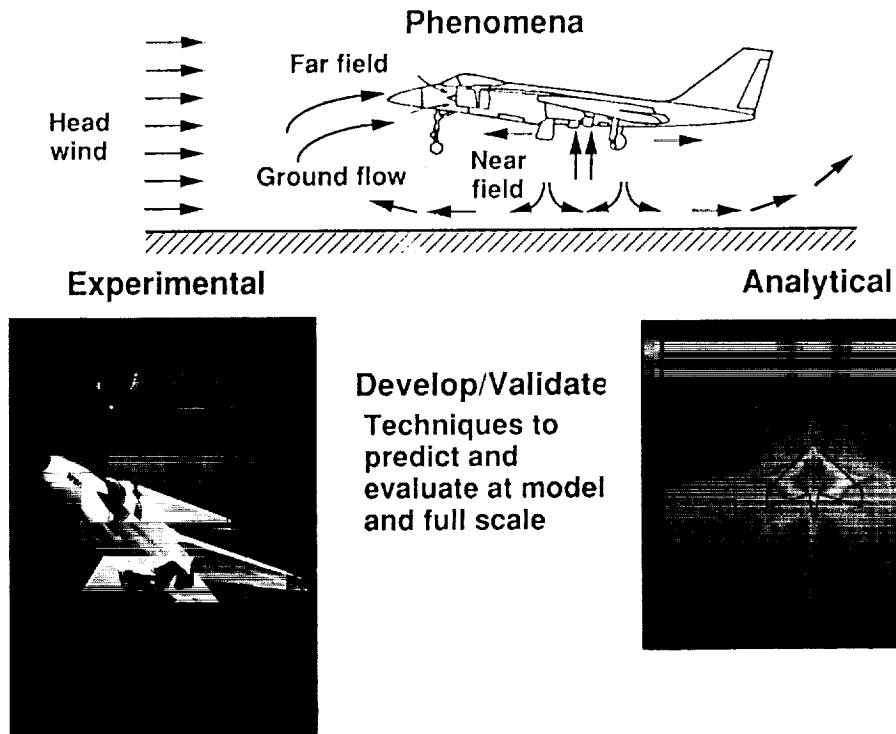 Phenomena
Far field
Head
wind
Ground flow
Near
field
Experimental
Analytical
Develop/Validate
Techniques to
predict and
evaluate at model
and full scale